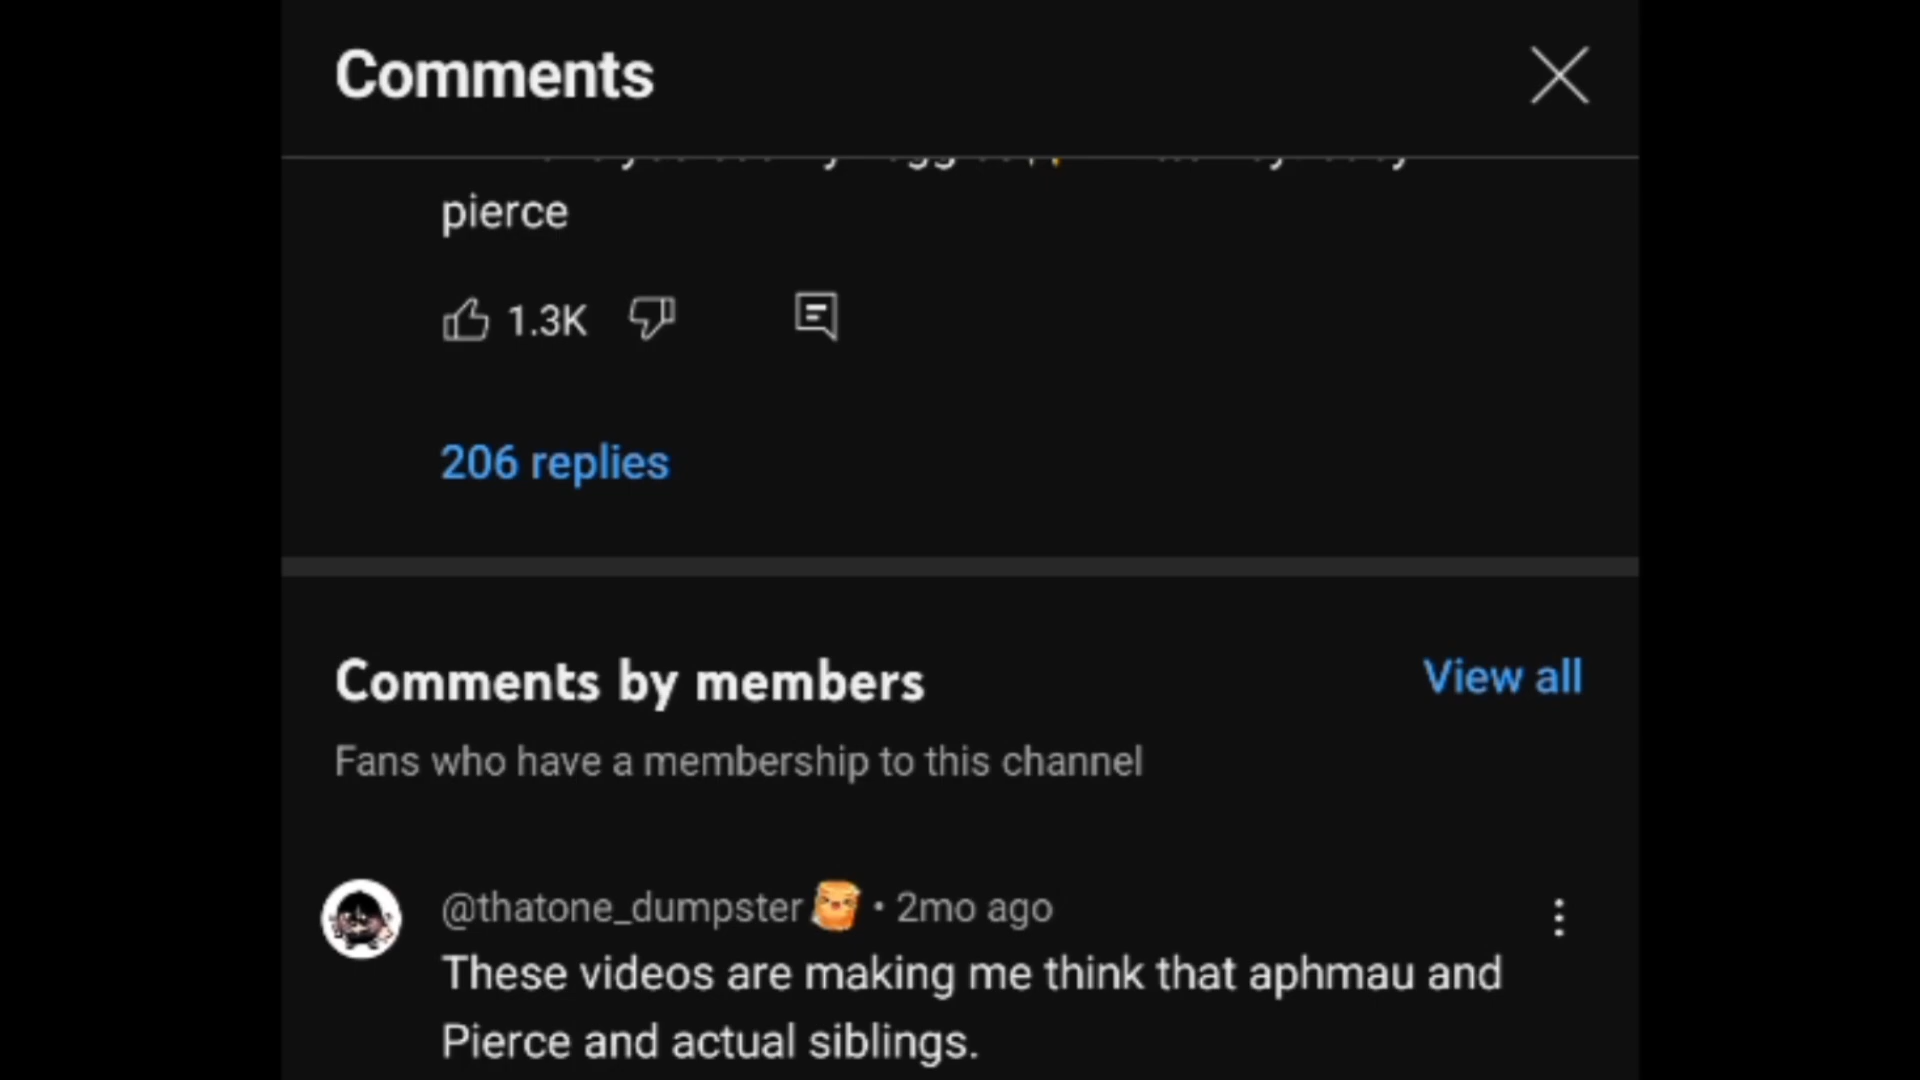 Comments
pierce
1.3K
206 replies
Comments by members
View all
Fans who have a membership to this channel
@thatone_dumpster • 2mo ago
These videos are making me think that aphmau and
Pierce and actual siblings.